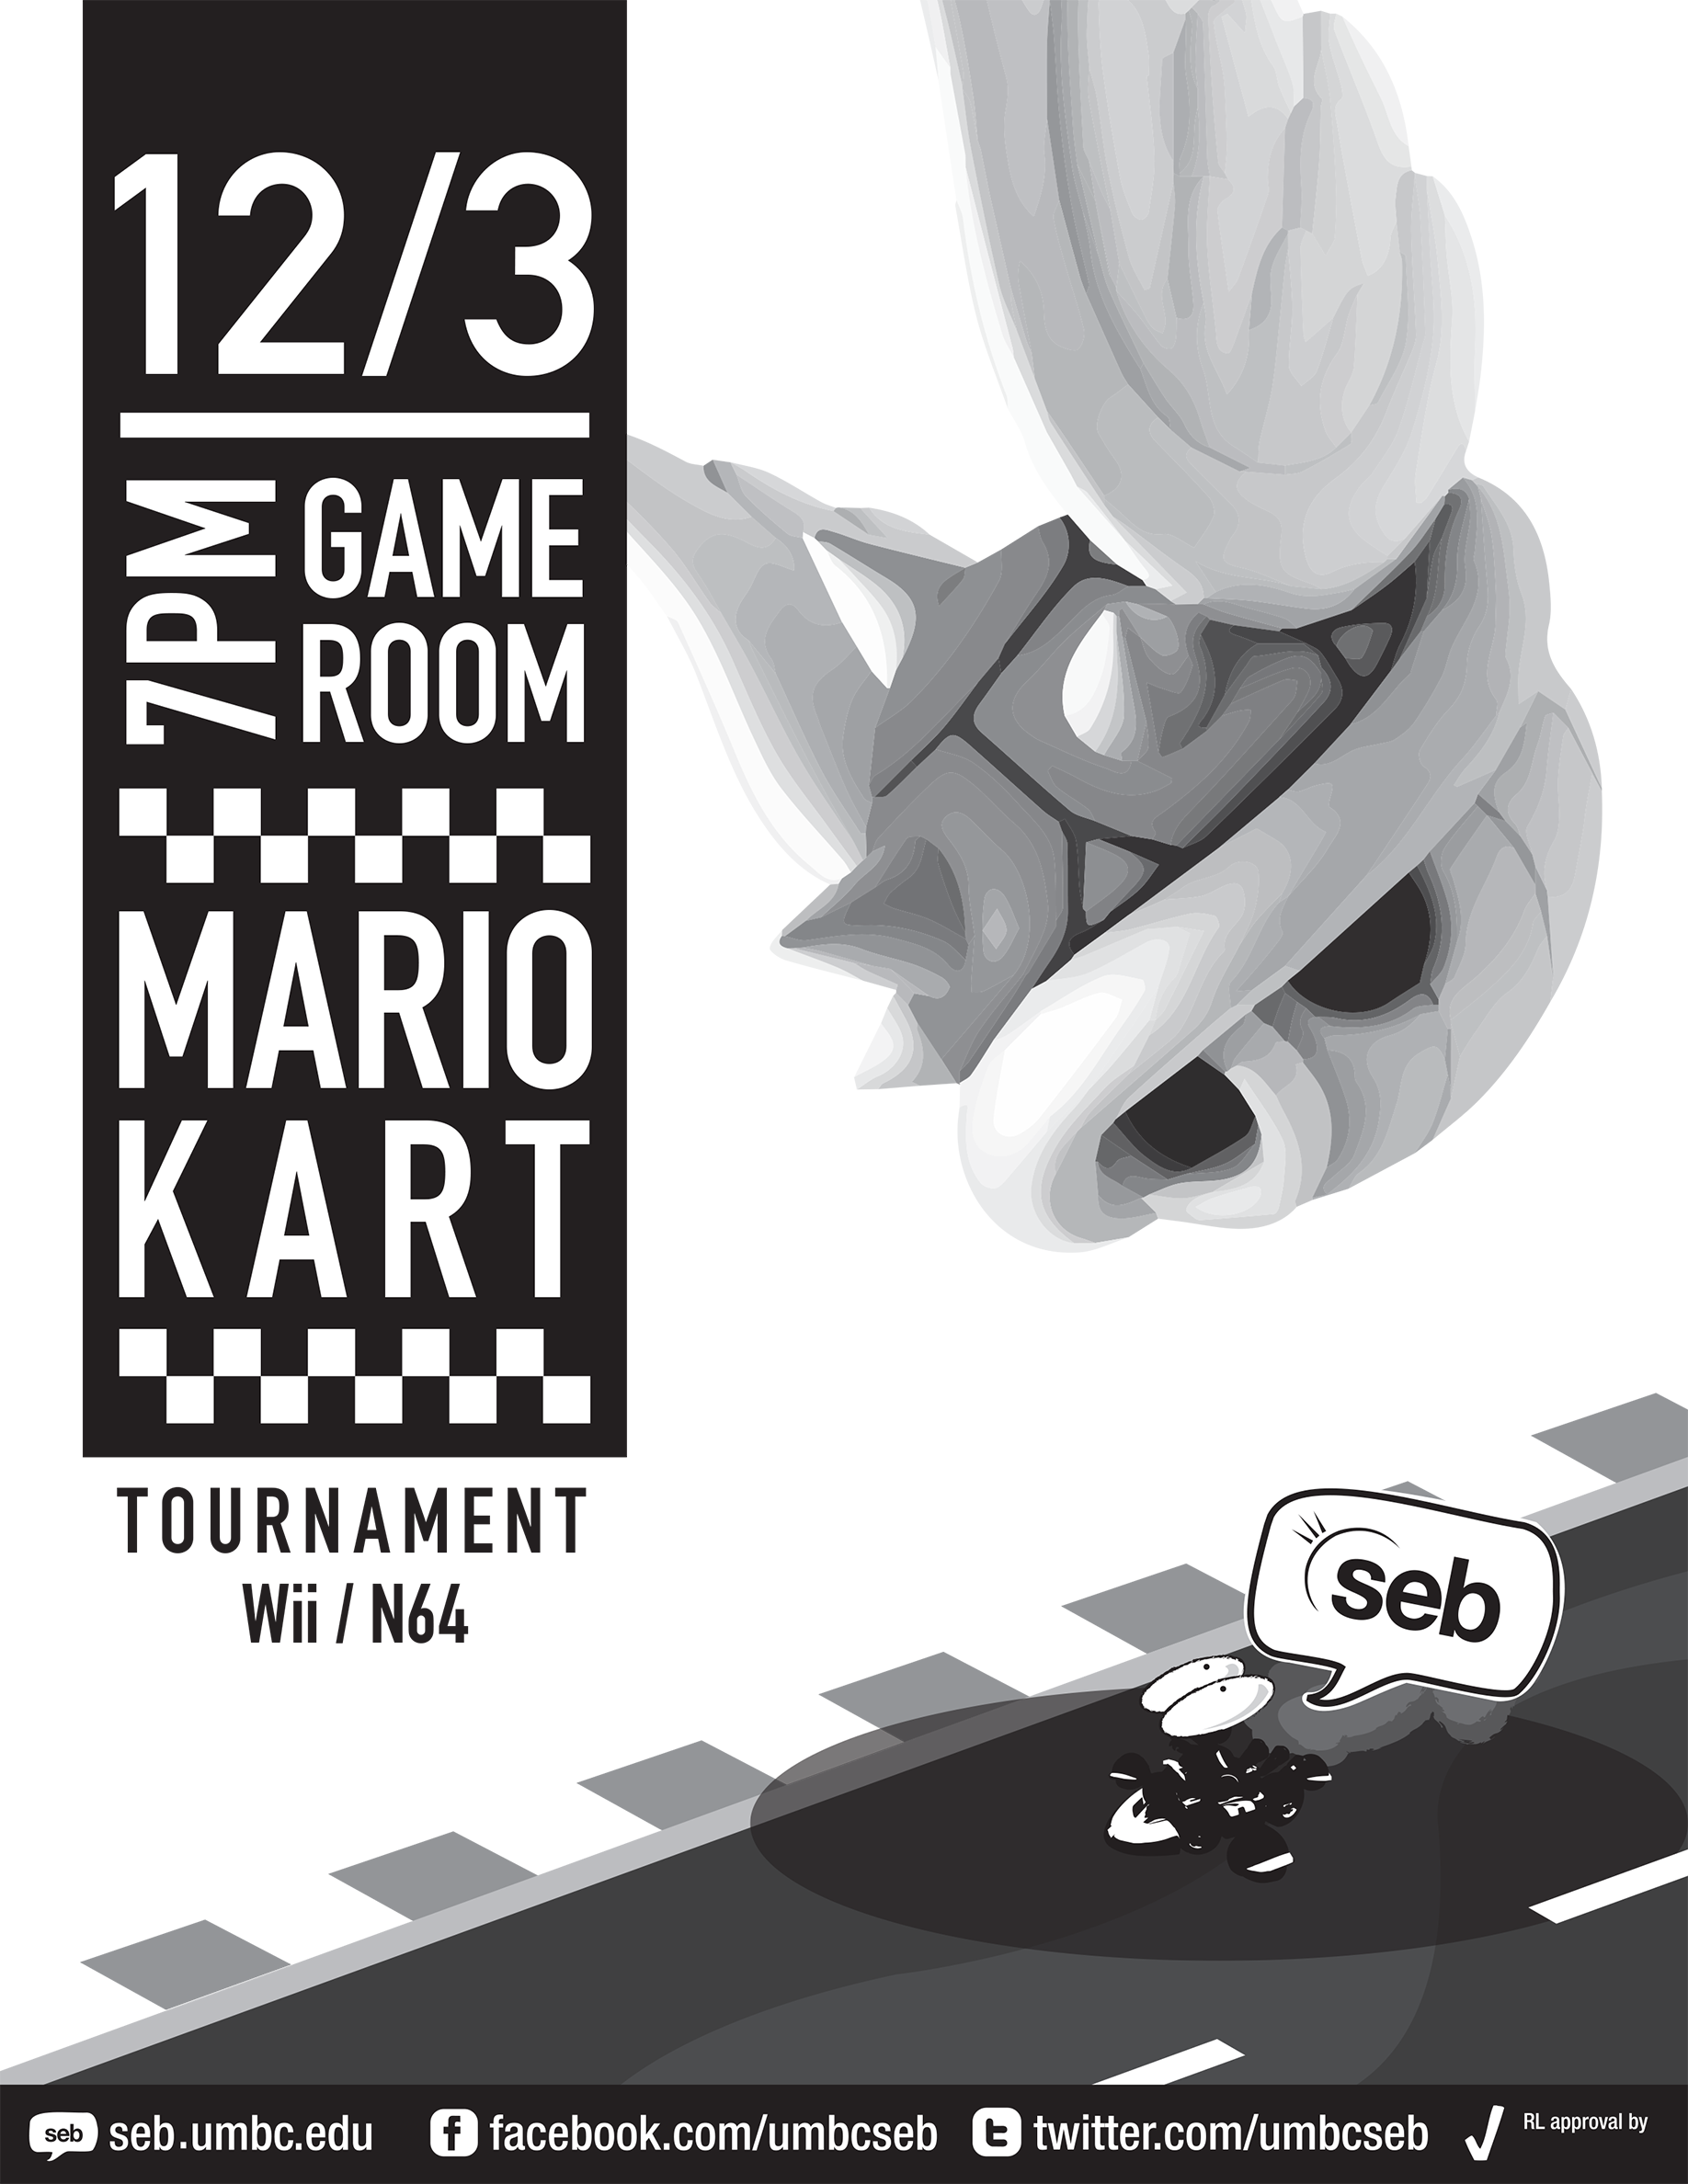 12/3
7PM
GAME
ROOM
MARIO
KART
TOURNAMENT
Wii / N64
seb
seb
seb.umbc.edu
f
facebook.com/umbcseb
t
twitter.com/umbcseb
RL approval by